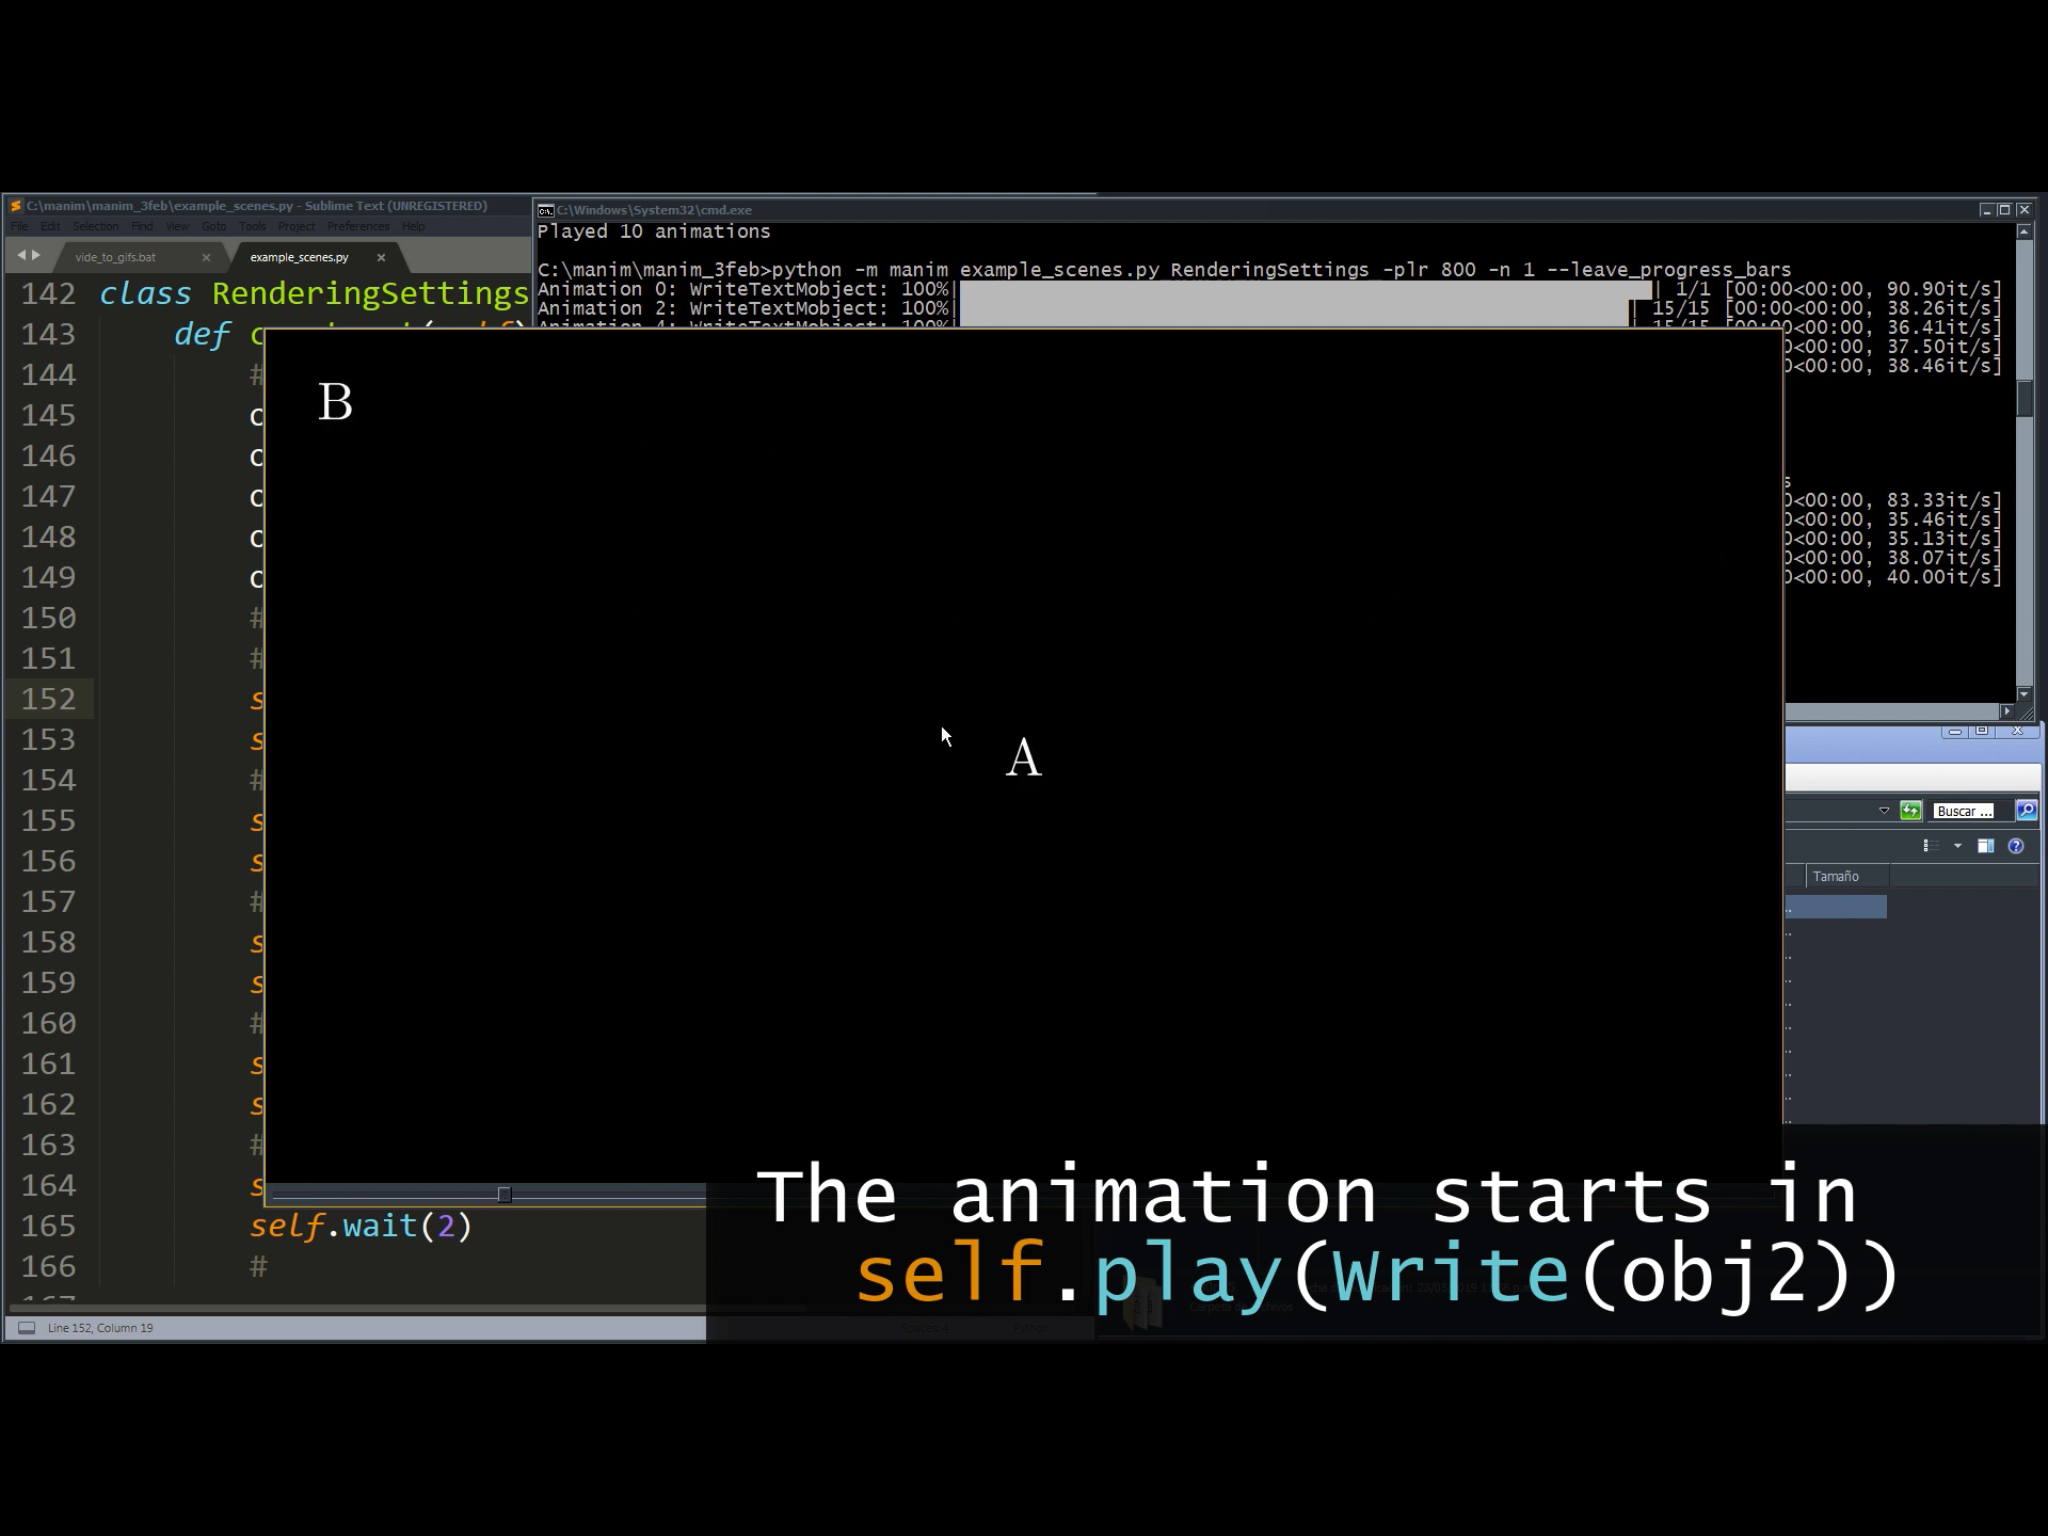 C:\manim\manim_3feb\example_scenes.py - Sublime Text (UNREGISTERED)
File Edit Selection Find View Goto Tools Project Preferences Help
vide_to_gifs.bat
example_scenes.py
142 class RenderingSettings
143 def c
144 #
145 c
146 c
147 c
148 c
149 c
150 #
151 #
152 s
153 s
154 #
155 s
156 s
157 #
158 s
159 s
160 #
161 s
162 s
163 #
164 s
165 self.wait(2)
166 #
Line 152, Column 19
C:\Windows\System32\cmd.exe
Played 10 animations
C:\manim\manim_3feb>python -m manim example_scenes.py RenderingSettings -plr 800 -n 1 --leave_progress_bars
Animation 0: WriteTextMobject: 100%| | 1/1 [00:00<00:00, 90.90it/s]
Animation 2: WriteTextMobject: 100%| | 15/15 [00:00<00:00, 38.26it/s]
Animation 4: WriteTextMobject: 100%| | 15/15 [00:00<00:00, 36.41it/s]
0<00:00, 37.50it/s]
0<00:00, 38.46it/s]
s
0<00:00, 83.33it/s]
0<00:00, 35.46it/s]
0<00:00, 35.13it/s]
0<00:00, 38.07it/s]
0<00:00, 40.00it/s]
B
A
Buscar ...
Tamaño
The animation starts in
self.play(Write(obj2))